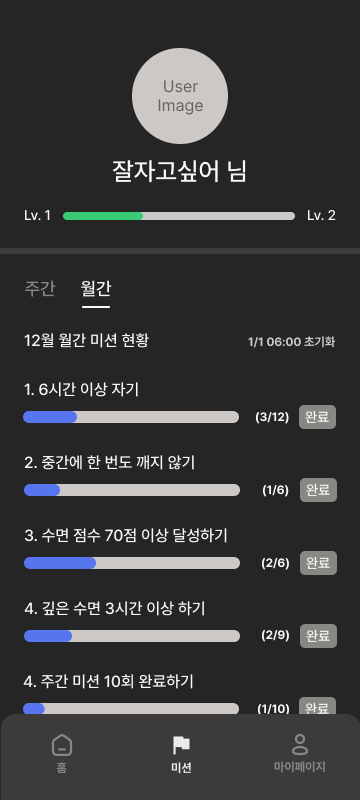 User
Image
잘자고싶어 님
Lv. 1 Lv. 2
주간 월간
12월 월간 미션 현황 1/1 06:00 초기화
1. 6시간 이상 자기
(3/12) 완료
2. 중간에 한 번도 깨지 않기
(1/6) 완료
3. 수면 점수 70점 이상 달성하기
(2/6) 완료
4. 깊은 수면 3시간 이상 하기
(2/9) 완료
4. 주간 미션 10회 완료하기
(1/10) 완료
홈 미션 마이페이지